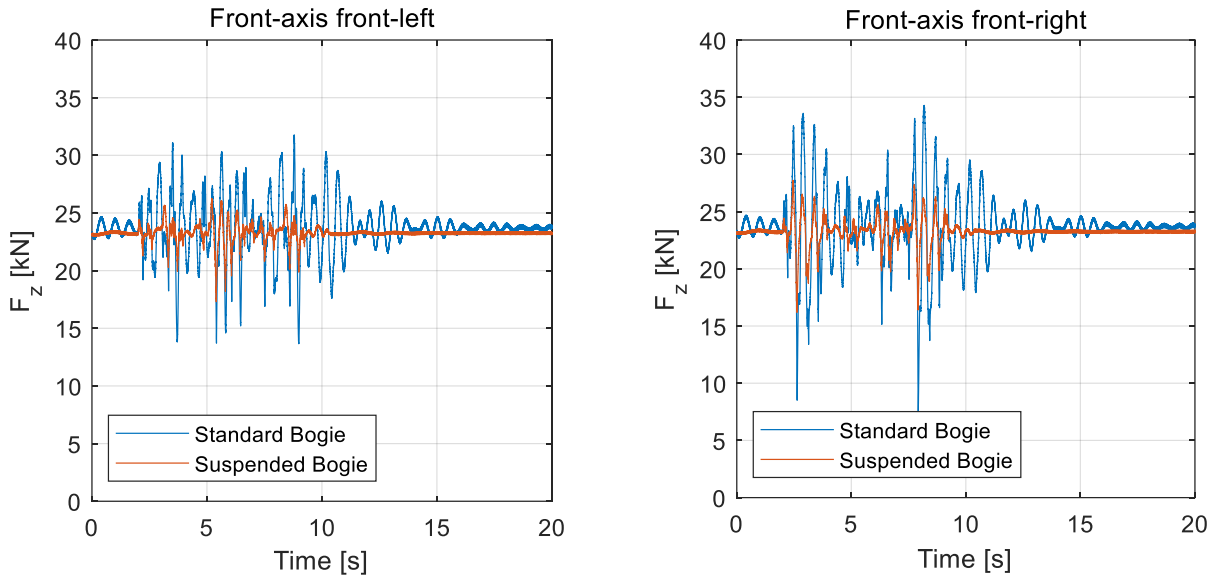 Front-axis front-left
40
35
30
25
20
15
10
5
0
F_z [kN]
Standard Bogie
Suspended Bogie
0 5 10 15 20
Time [s]
Front-axis front-right
40
35
30
25
20
15
10
5
0
F_z [kN]
Standard Bogie
Suspended Bogie
0 5 10 15 20
Time [s]